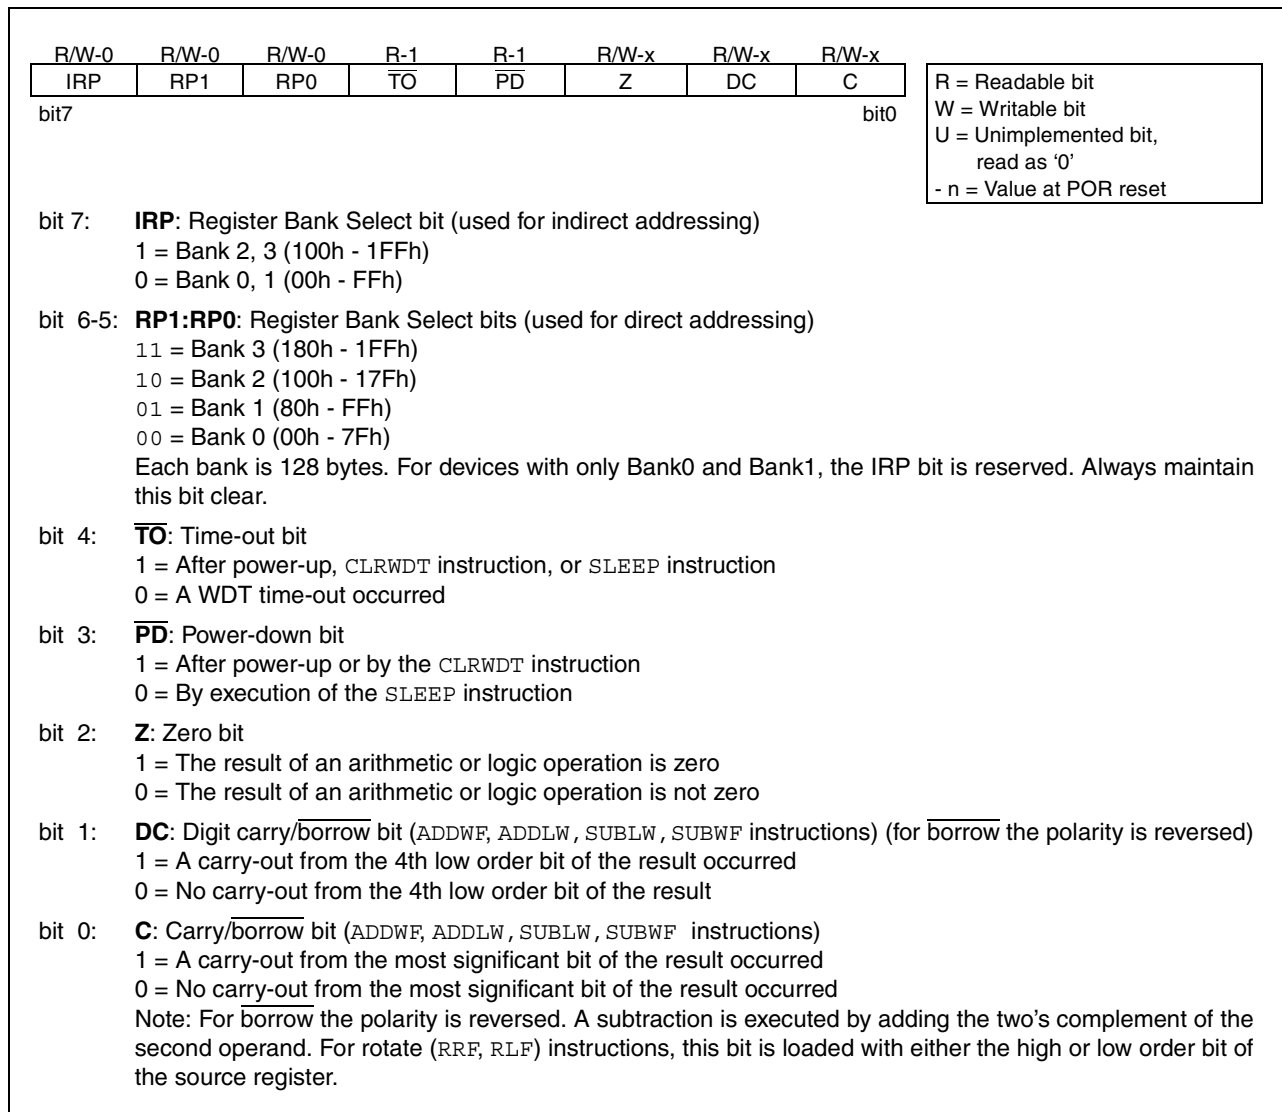 R/W-0 R/W-0 R/W-0 R-1 R-1 R/W-x R/W-x R/W-x
IRP RP1 RP0 T̅O̅ P̅D̅ Z DC C
bit7 bit0
R = Readable bit
W = Writable bit
U = Unimplemented bit,
read as ‘0’
- n = Value at POR reset
bit 7: IRP: Register Bank Select bit (used for indirect addressing)
1 = Bank 2, 3 (100h - 1FFh)
0 = Bank 0, 1 (00h - FFh)
bit 6-5: RP1:RP0: Register Bank Select bits (used for direct addressing)
11 = Bank 3 (180h - 1FFh)
10 = Bank 2 (100h - 17Fh)
01 = Bank 1 (80h - FFh)
00 = Bank 0 (00h - 7Fh)
Each bank is 128 bytes. For devices with only Bank0 and Bank1, the IRP bit is reserved. Always maintain
this bit clear.
bit 4: T̅O̅: Time-out bit
1 = After power-up, CLRWDT instruction, or SLEEP instruction
0 = A WDT time-out occurred
bit 3: P̅D̅: Power-down bit
1 = After power-up or by the CLRWDT instruction
0 = By execution of the SLEEP instruction
bit 2: Z: Zero bit
1 = The result of an arithmetic or logic operation is zero
0 = The result of an arithmetic or logic operation is not zero
bit 1: DC: Digit carry/b̅o̅r̅r̅o̅w̅ bit (ADDWF, ADDLW, SUBLW, SUBWF instructions) (for b̅o̅r̅r̅o̅w̅ the polarity is reversed)
1 = A carry-out from the 4th low order bit of the result occurred
0 = No carry-out from the 4th low order bit of the result
bit 0: C: Carry/b̅o̅r̅r̅o̅w̅ bit (ADDWF, ADDLW, SUBLW, SUBWF instructions)
1 = A carry-out from the most significant bit of the result occurred
0 = No carry-out from the most significant bit of the result occurred
Note: For b̅o̅r̅r̅o̅w̅ the polarity is reversed. A subtraction is executed by adding the two’s complement of the
second operand. For rotate (RRF, RLF) instructions, this bit is loaded with either the high or low order bit of
the source register.